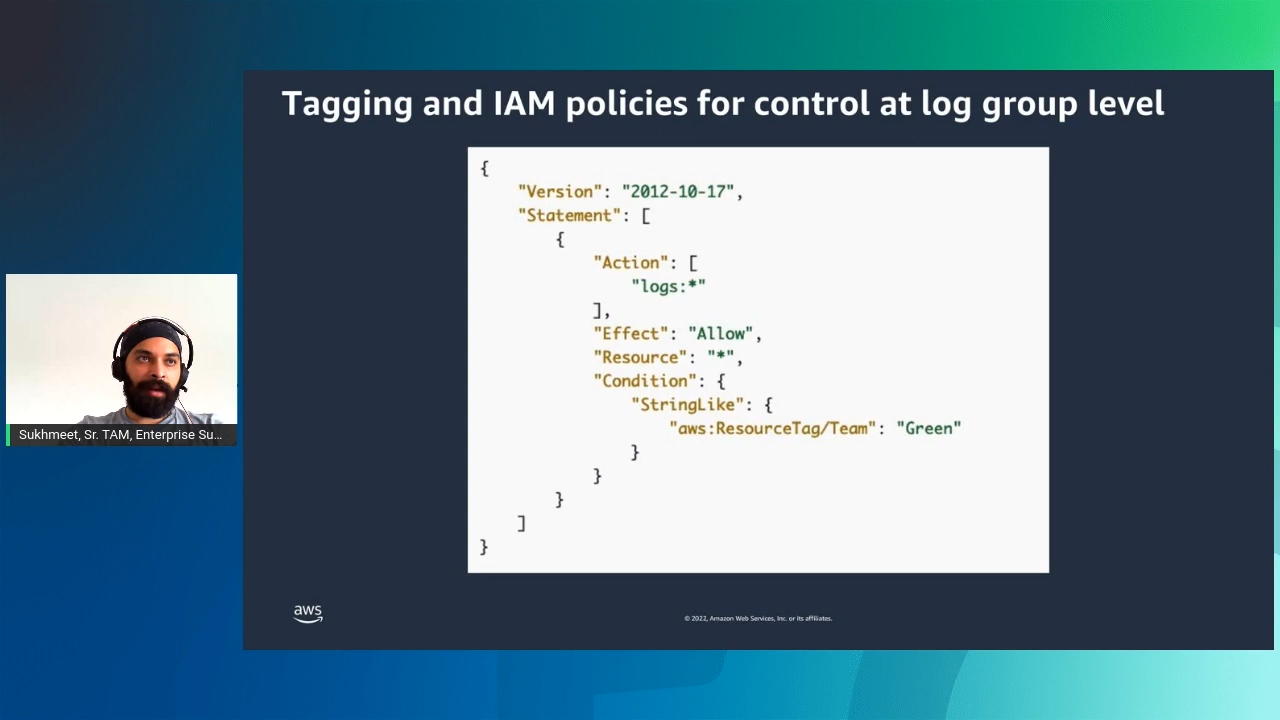 Tagging and IAM policies for control at log group level
{
"Version": "2012-10-17",
"Statement": [
{
"Action": [
"logs:*"
],
"Effect": "Allow",
"Resource": "*",
"Condition": {
"StringLike": {
"aws:ResourceTag/Team": "Green"
}
}
}
]
}
Sukhmeet, Sr. TAM, Enterprise Su...
aws
© 2022, Amazon Web Services, Inc. or its affiliates.